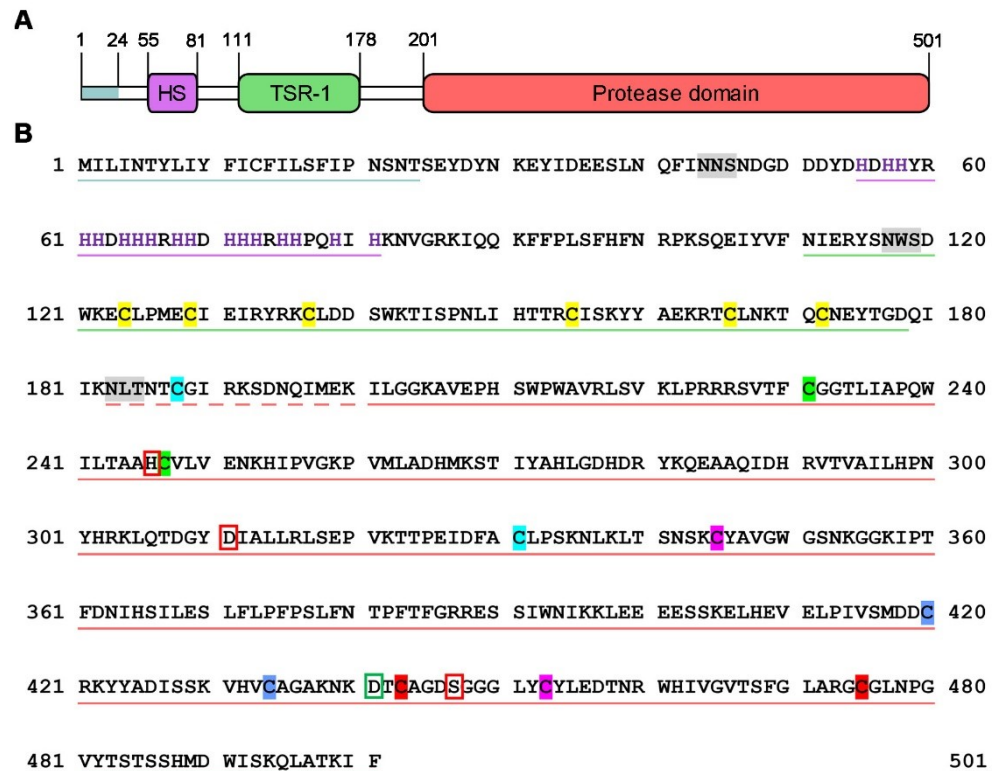 A
1 24 55 81 111 178 201 501
HS TSR-1 Protease domain
B
1 MILINTYLIY FICFILSFIP NSNTSEYDYN KEYIDEESLN QFINNSNDGD DDYDHDHHYR 60
61 HHDHHHRHHD HHHRHHPQHI HKNVGRKIQQ KFFPLSFHFN RPKSQEIYVF NIERYSNWSD 120
121 WKECLPMECI EIRYRKCLDD SWKTISPNLI HTTRCISKYY AEKRTCLNKT QCNEYTGDQI 180
181 IKNLTNTCGI RKSDNQIMEK ILGGKAVEPH SWPWAVRLSV KLPRRRSVTF CGGTLIAPQW 240
241 ILTAAHCVLV ENKHIPVGKP VMLADHMKST IYAHLGDHDR YKQEAAQIDH RVTVAILHPN 300
301 YHRKLQTDGY DIALLRLSEP VKTTPEIDFA CLPSKNLKLT SNSKCYAVGW GSNKGGKIPT 360
361 FDNIHSILES LFLPFPSLFN TPFTFGRRES SIWNIKKLEE EESSKELHEV ELPIVSMDDC 420
421 RKYYADISSK VHVCAGAKNK DTCAGDSGGG LYCYLEDTNR WHIVGVTSFG LARGCGLNPG 480
481 VYTSTSSHMD WISKQLATKI F 501